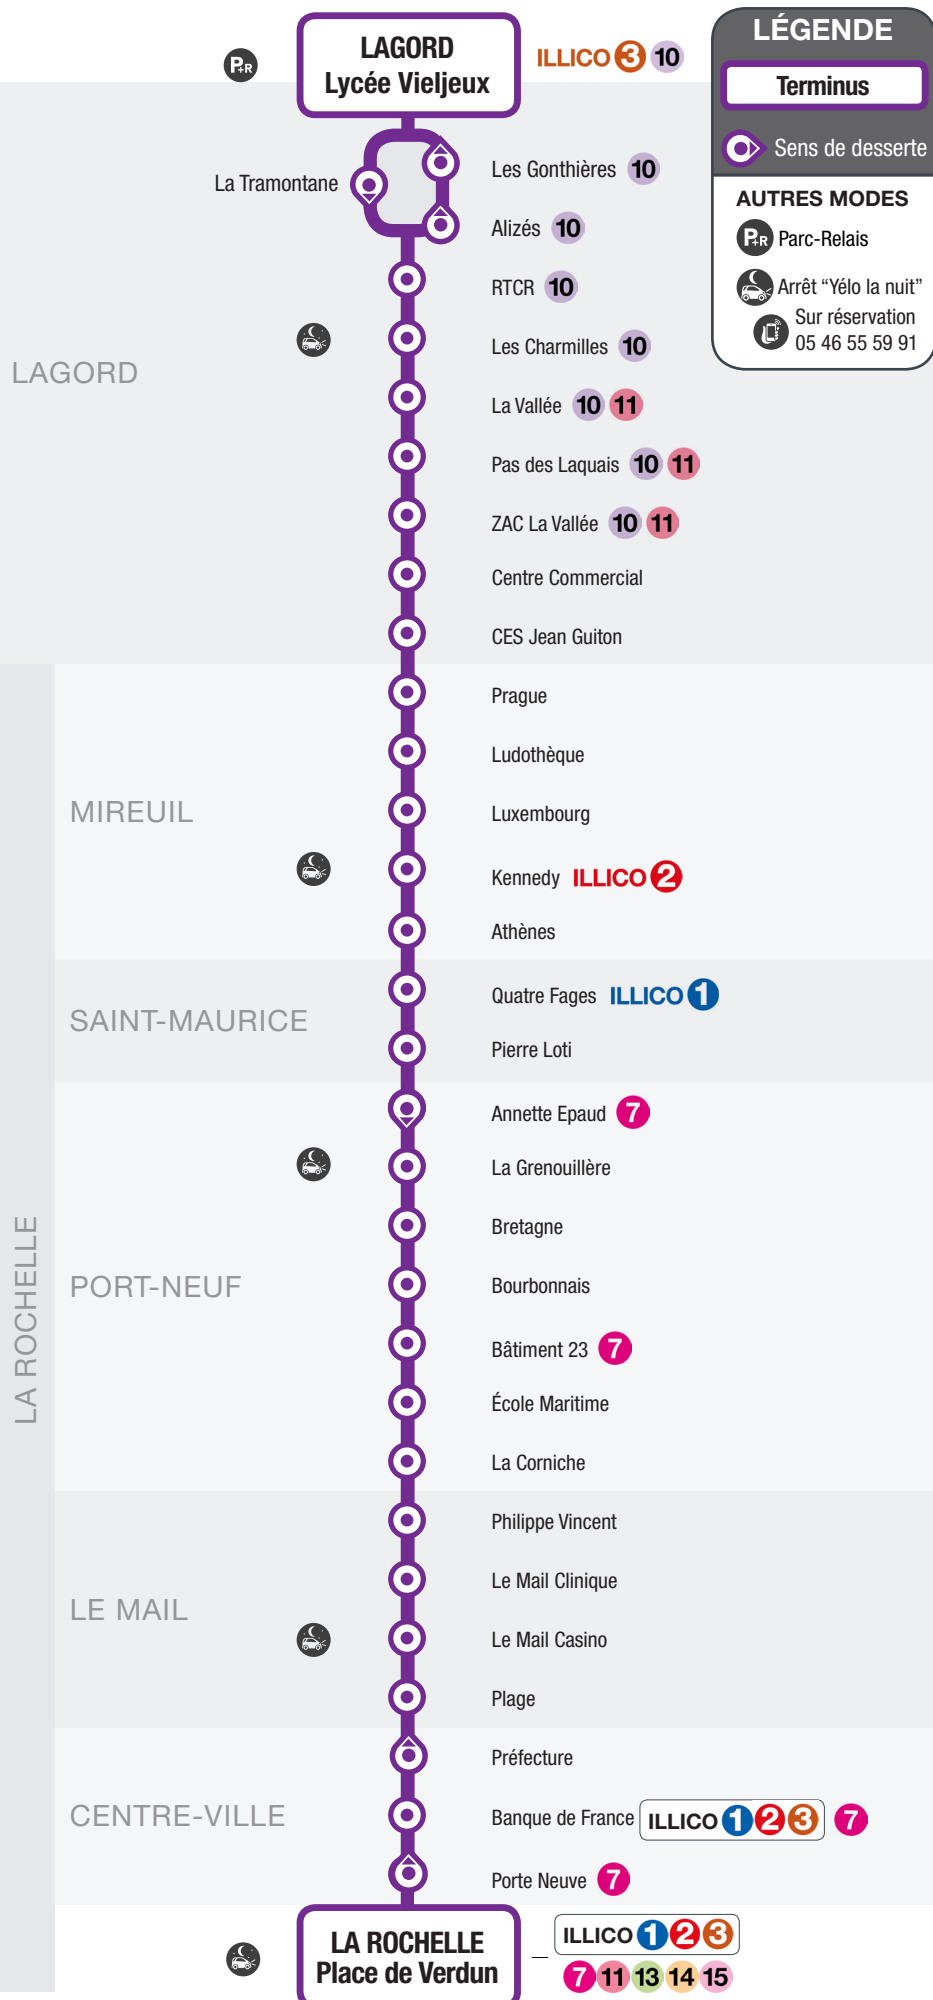 LAGORD
Lycée Vieljeux
P+R
ILLICO 3 10
LÉGENDE
Terminus
Sens de desserte
AUTRES MODES
P+R Parc-Relais
Arrêt “Yélo la nuit”
Sur réservation
05 46 55 59 91
La Tramontane
Les Gonthières 10
Alizés 10
RTCR 10
Les Charmilles 10
LAGORD
La Vallée 10 11
Pas des Laquais 10 11
ZAC La Vallée 10 11
Centre Commercial
CES Jean Guiton
LA ROCHELLE
Prague
Ludothèque
MIREUIL
Luxembourg
Kennedy ILLICO 2
Athènes
Quatre Fages ILLICO 1
SAINT-MAURICE
Pierre Loti
Annette Epaud 7
La Grenouillère
Bretagne
PORT-NEUF
Bourbonnais
Bâtiment 23 7
École Maritime
La Corniche
Philippe Vincent
Le Mail Clinique
LE MAIL
Le Mail Casino
Plage
Préfecture
CENTRE-VILLE
Banque de France ILLICO 1 2 3 7
Porte Neuve 7
LA ROCHELLE
Place de Verdun
ILLICO 1 2 3
7 11 13 14 15